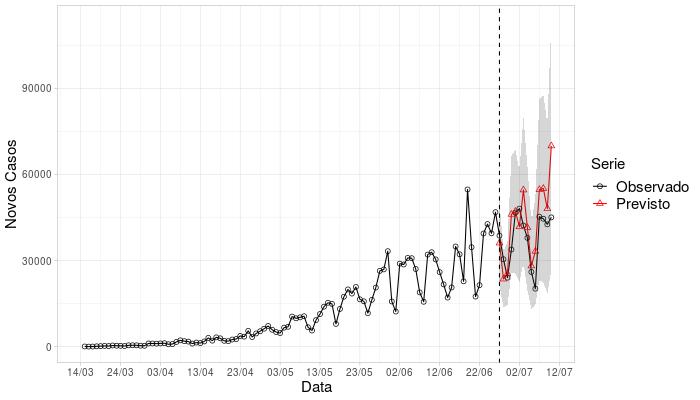 Novos Casos
90000
60000
30000
0
14/03 24/03 03/04 13/04 23/04 03/05 13/05 23/05 02/06 12/06 22/06 02/07 12/07
Data
Serie
Observado
Previsto